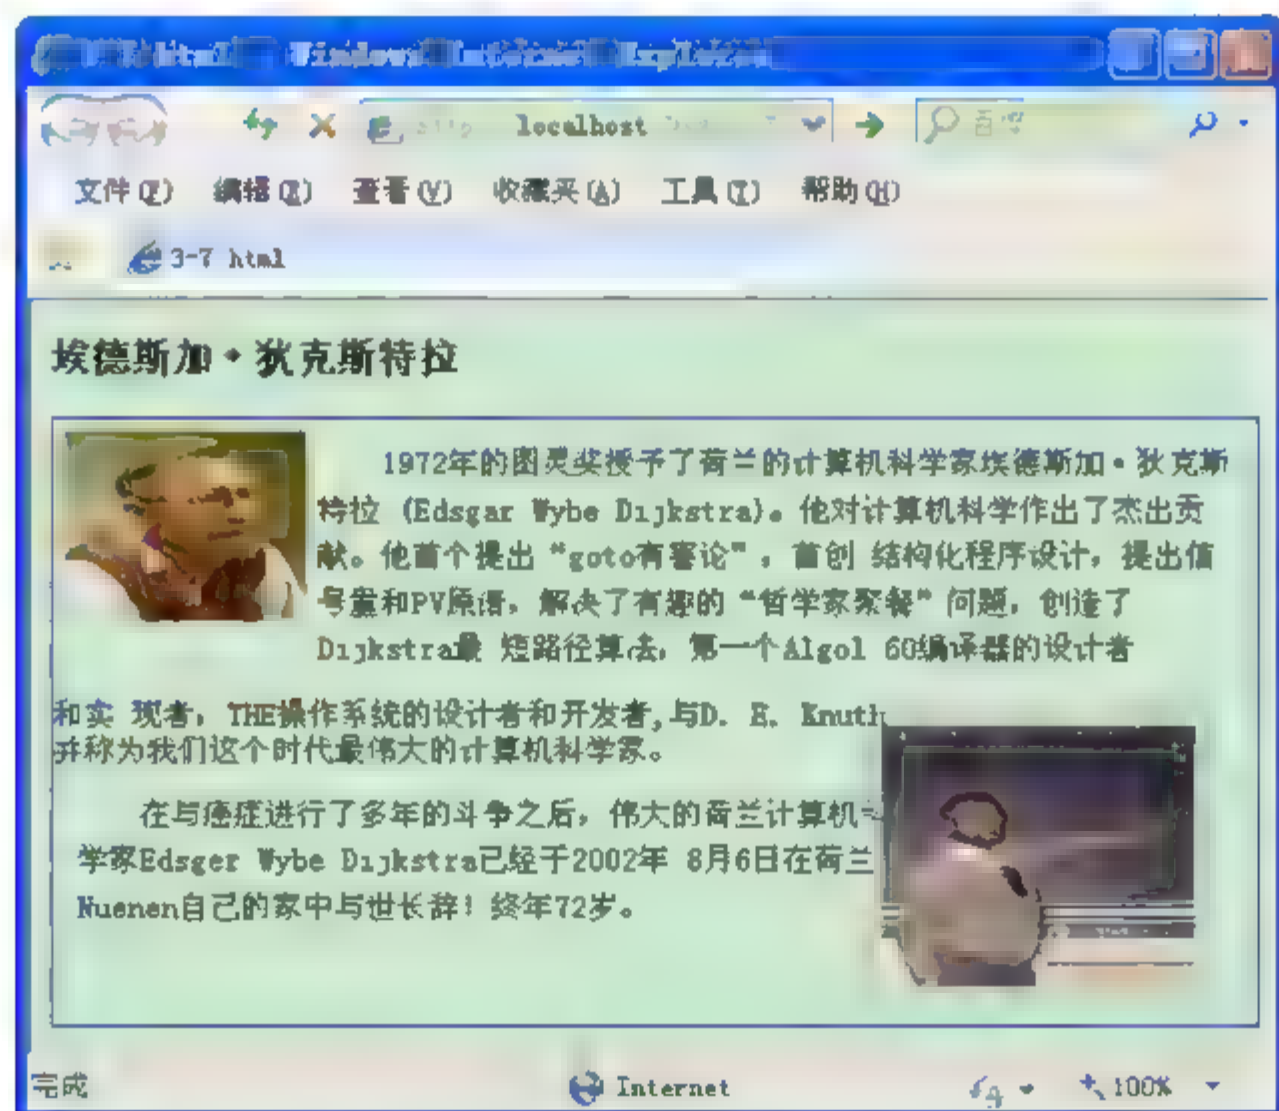 html Windows Internet Explorer
localhost
文件(F) 编辑(E) 查看(V) 收藏夹(A) 工具(T) 帮助(H)
3-7 html
埃德斯加·狄克斯特拉
1972年的图灵奖授予了荷兰的计算机科学家埃德斯加·狄克斯
特拉 (Edsgar Wybe Dijkstra)。他对计算机科学作出了杰出贡
献。他首个提出“goto有害论”，首创 结构化程序设计，提出信
号量和PV原语，解决了有趣的“哲学家聚餐”问题，创造了
Dijkstra最 短路径算法，第一个Algol 60编译器的设计者
和实 现者，THE操作系统的设计者和开发者,与D. E. Knuth
并称为我们这个时代最伟大的计算机科学家。
在与癌症进行了多年的斗争之后，伟大的荷兰计算机
学家Edsger Wybe Dijkstra已经于2002年 8月6日在荷兰
Nuenen自己的家中与世长辞！终年72岁。
完成
Internet
100%